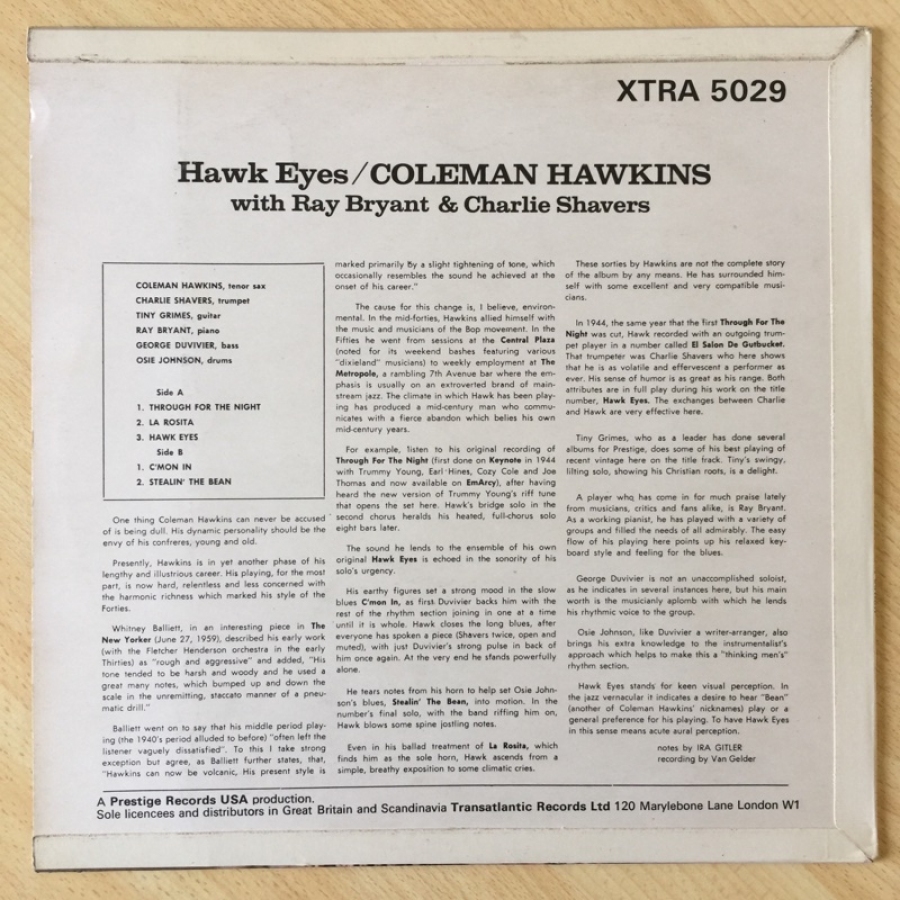 XTRA 5029
Hawk Eyes/COLEMAN HAWKINS
with Ray Bryant & Charlie Shavers
COLEMAN HAWKINS, tenor sax
CHARLIE SHAVERS, trumpet
TINY GRIMES, guitar
RAY BRYANT, piano
GEORGE DUVIVIER, bass
OSIE JOHNSON, drums
Side A
1. THROUGH FOR THE NIGHT
2. LA ROSITA
3. HAWK EYES
Side B
1. C'MON IN
2. STEALIN' THE BEAN
One thing Coleman Hawkins can never be accused
of is being dull. His dynamic personality should be the
envy of his confreres, young and old.
Presently, Hawkins is in yet another phase of his
lengthy and illustrious career. His playing, for the most
part, is now hard, relentless and less concerned with
the harmonic richness which marked his style of the
Forties.
Whitney Balliett, in an interesting piece in The
New Yorker (June 27, 1959), described his early work
(with the Fletcher Henderson orchestra in the early
Thirties) as "rough and aggressive" and added, "His
tone tended to be harsh and woody and he used a
great many notes, which bumped up and down the
scale in the unremitting, staccato manner of a pneu-
matic drill."
Balliett went on to say that his middle period play-
ing (the 1940's period alluded to before) "often left the
listener vaguely dissatisfied". To this I take strong
exception but agree, as Balliett further states, that,
"Hawkins can now be volcanic, His present style is
marked primarily by a slight tightening of tone, which
occasionally resembles the sound he achieved at the
onset of his career."
The cause for this change is, I believe, environ-
mental. In the mid-forties, Hawkins allied himself with
the music and musicians of the Bop movement. In the
Fifties he went from sessions at the Central Plaza
(noted for its weekend bashes featuring various
"dixieland" musicians) to weekly employment at The
Metropole, a rambling 7th Avenue bar where the em-
phasis is usually on an extroverted brand of main-
stream jazz. The climate in which Hawk has been play-
ing has produced a mid-century man who commu-
nicates with a fierce abandon which belies his own
mid-century years.
For example, listen to his original recording of
Through For The Night (first done on Keynote in 1944
with Trummy Young, Earl Hines, Cozy Cole and Joe
Thomas and now available on EmArcy), after having
heard the new version of Trummy Young's riff tune
that opens the set here. Hawk's bridge solo in the
second chorus heralds his heated, full-chorus solo
eight bars later.
The sound he lends to the ensemble of his own
original Hawk Eyes is echoed in the sonority of his
solo's urgency.
His earthy figures set a strong mood in the slow
blues C'mon In, as first Duvivier backs him with the
rest of the rhythm section joining in one at a time
until it is whole. Hawk closes the long blues, after
everyone has spoken a piece (Shavers twice, open and
muted), with just Duvivier's strong pulse in back of
him once again. At the very end he stands powerfully
alone.
He tears notes from his horn to help set Osie John-
son's blues, Stealin' The Bean, into motion. In the
number's final solo, with the band riffing him on,
Hawk blows some spine jostling notes.
Even in his ballad treatment of La Rosita, which
finds him as the sole horn, Hawk ascends from a
simple, breathy exposition to some climatic cries.
These sorties by Hawkins are not the complete story
of the album by any means. He has surrounded him-
self with some excellent and very compatible musi-
cians.
In 1944, the same year that the first Through For The
Night was cut, Hawk recorded with an outgoing trum-
pet player in a number called El Salon De Gutbucket.
That trumpeter was Charlie Shavers who here shows
that he is as volatile and effervescent a performer as
ever. His sense of humor is as great as his range. Both
attributes are in full play during his work on the title
number, Hawk Eyes. The exchanges between Charlie
and Hawk are very effective here.
Tiny Grimes, who as a leader has done several
albums for Prestige, does some of his best playing of
recent vintage here on the title track. Tiny's swingy,
lilting solo, showing his Christian roots, is a delight.
A player who has come in for much praise lately
from musicians, critics and fans alike, is Ray Bryant.
As a working pianist, he has played with a variety of
groups and filled the needs of all admirably. The easy
flow of his playing here points up his relaxed key-
board style and feeling for the blues.
George Duvivier is not an unaccomplished soloist,
as he indicates in several instances here, but his main
worth is the musicianly aplomb with which he lends
his rhythmic voice to the group.
Osie Johnson, like Duvivier a writer-arranger, also
brings his extra knowledge to the instrumentalist's
approach which helps to make this a "thinking men's"
rhythm section.
Hawk Eyes stands for keen visual perception. In
the jazz vernacular it indicates a desire to hear "Bean"
(another of Coleman Hawkins' nicknames) play or a
general preference for his playing. To have Hawk Eyes
in this sense means acute aural perception.
notes by IRA GITLER
recording by Van Gelder
A Prestige Records USA production.
Sole licencees and distributors in Great Britain and Scandinavia Transatlantic Records Ltd 120 Marylebone Lane London W1